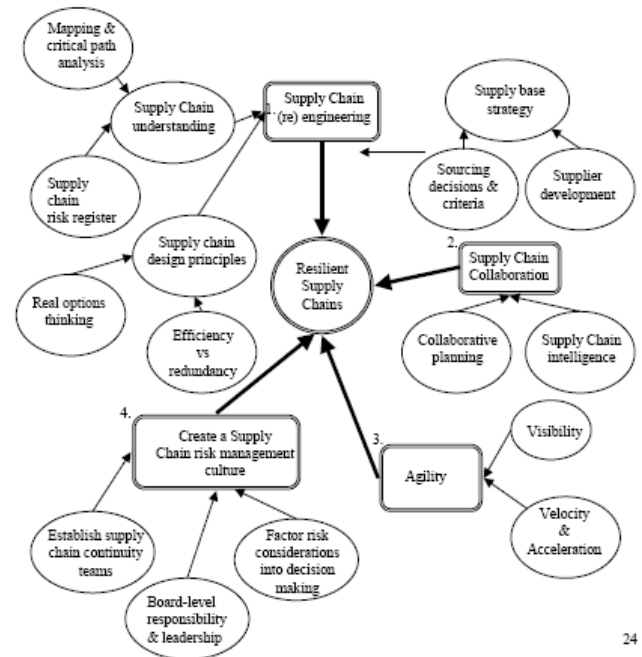 Mapping &
critical path
analysis
Supply Chain
understanding
1.
Supply Chain
(re) engineering
Supply base
strategy
Supply
chain
risk register
Sourcing
decisions &
criteria
Supplier
development
Supply chain
design principles
Real options
thinking
Efficiency
vs
redundancy
Resilient
Supply
Chains
2.
Supply Chain
Collaboration
Collaborative
planning
Supply Chain
intelligence
4.
Create a Supply
Chain risk management
culture
3.
Agility
Visibility
Velocity
&
Acceleration
Establish supply
chain continuity
teams
Board-level
responsibility
& leadership
Factor risk
considerations
into decision
making
24